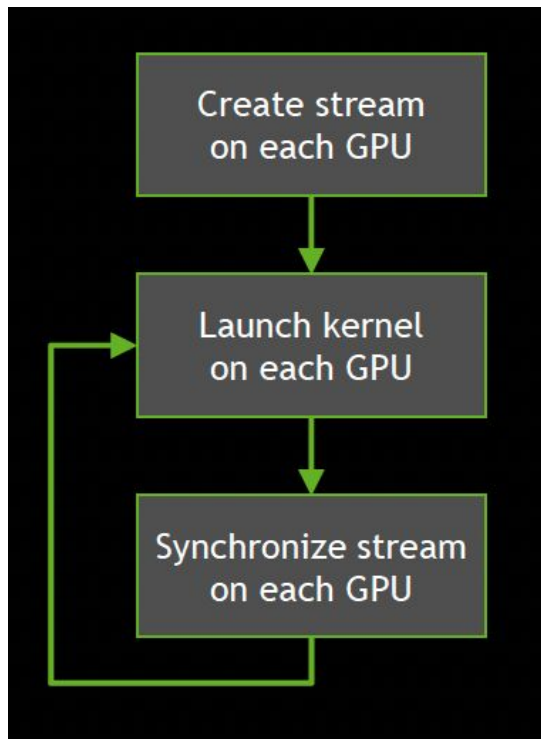 Create stream
on each GPU
Launch kernel
on each GPU
Synchronize stream
on each GPU